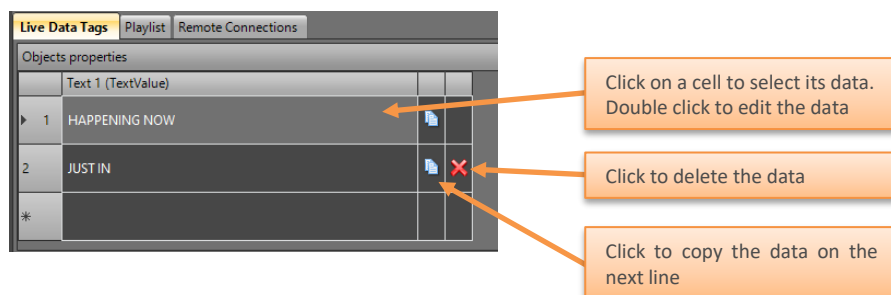 Live Data Tags Playlist Remote Connections
Objects properties
Text 1 (TextValue)
1 HAPPENING NOW
2 JUST IN
*
Click on a cell to select its data.
Double click to edit the data
Click to delete the data
Click to copy the data on the
next line